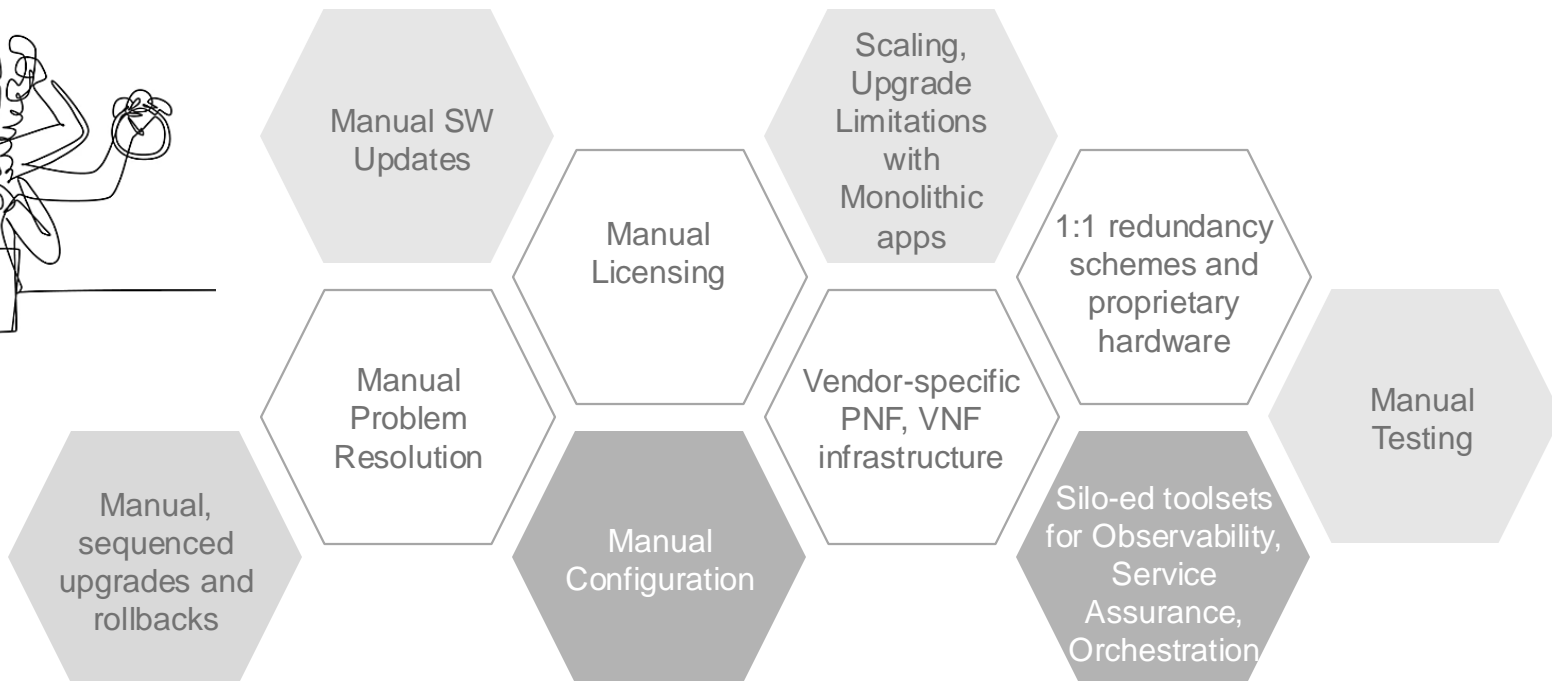 Manual SW
Updates
Scaling,
Upgrade
Limitations
with
Monolithic
apps
Manual
Licensing
1:1 redundancy
schemes and
proprietary
hardware
Manual
Problem
Resolution
Vendor-specific
PNF, VNF
infrastructure
Manual
Testing
Manual,
sequenced
upgrades and
rollbacks
Manual
Configuration
Silo-ed toolsets
for Observability,
Service
Assurance,
Orchestration